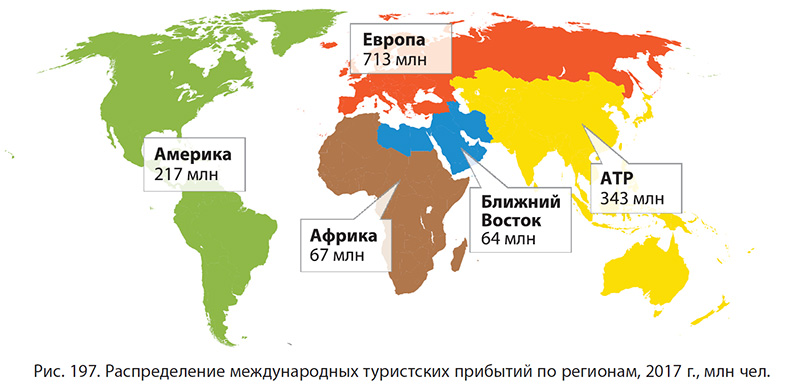 Европа
713 млн
Америка
217 млн
АТР
343 млн
Ближний
Восток
64 млн
Африка
67 млн
Рис. 197. Распределение международных туристских прибытий по регионам, 2017 г., млн чел.